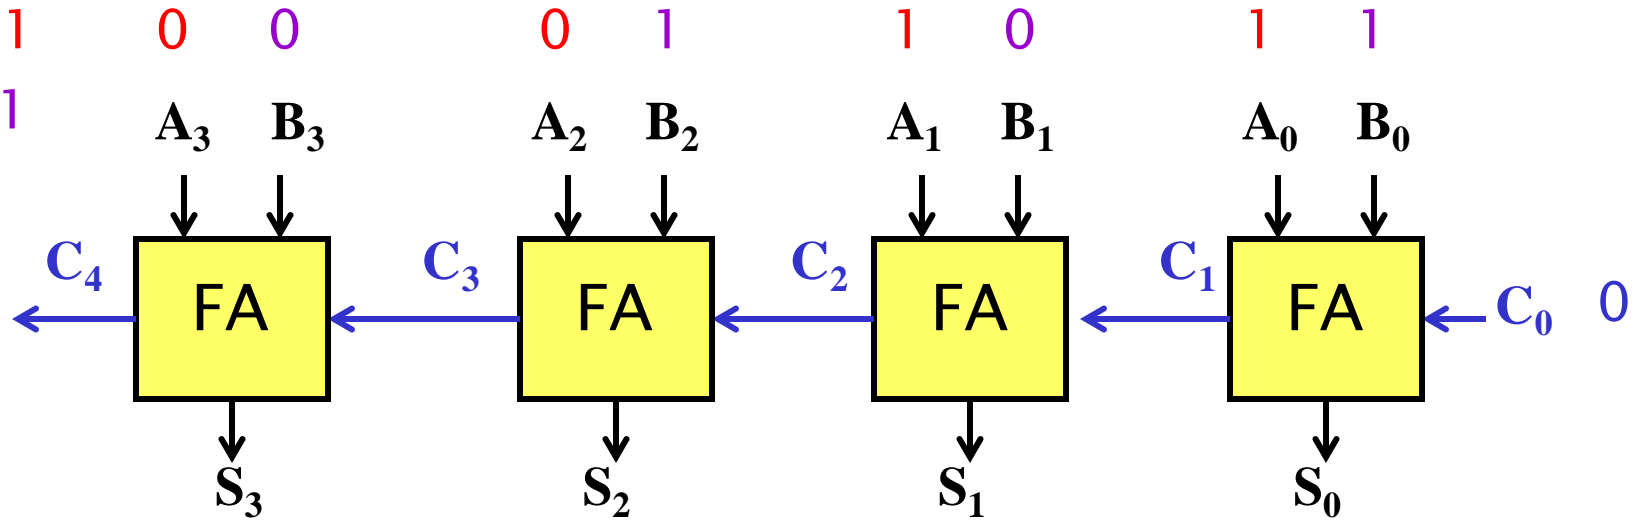 1 0 0 0 1 1 0 1 1
1 A3 B3 A2 B2 A1 B1 A0 B0
C4 FA C3 FA C2 FA C1 FA C0 0
S3 S2 S1 S0